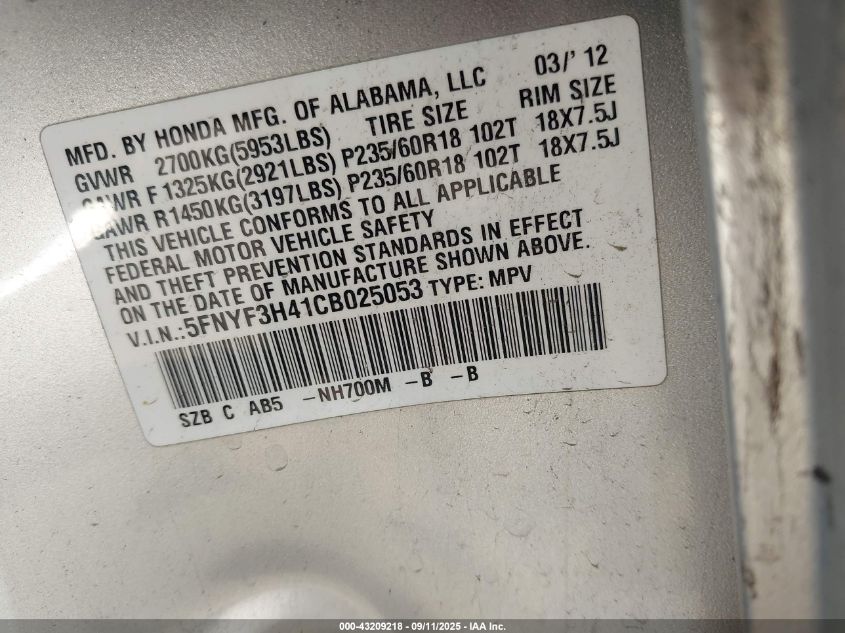 MFD. BY HONDA MFG. OF ALABAMA, LLC 03/' 12
GVWR 2700KG(5953LBS) TIRE SIZE RIM SIZE
GAWR F 1325KG(2921LBS) P235/60R18 102T 18X7.5J
GAWR R1450KG(3197LBS) P235/60R18 102T 18X7.5J
THIS VEHICLE CONFORMS TO ALL APPLICABLE
FEDERAL MOTOR VEHICLE SAFETY
AND THEFT PREVENTION STANDARDS IN EFFECT
ON THE DATE OF MANUFACTURE SHOWN ABOVE.
V.I.N.:5FNYF3H41CB025053 TYPE: MPV
SZB C AB5 -NH700M -B -B
000-43209218 - 09/11/2025 - IAA Inc.